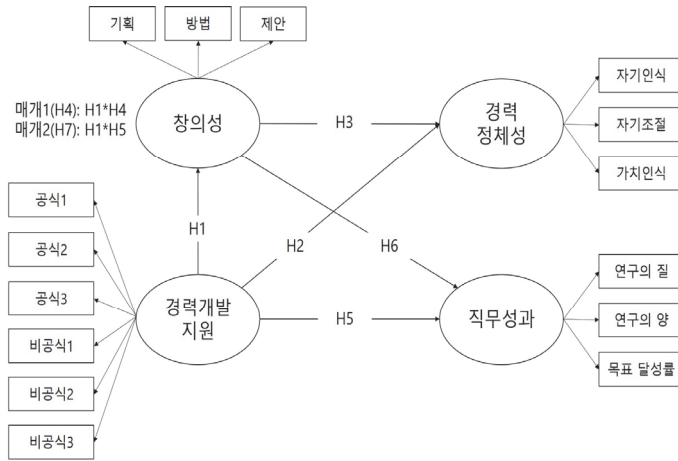 기획
방법
제안
매개1(H4): H1*H4
매개2(H7): H1*H5
창의성
H3
경력
정체성
자기인식
자기조절
가치인식
공식1
공식2
공식3
비공식1
비공식2
비공식3
H1
H2
H6
경력개발
지원
H5
직무성과
연구의 질
연구의 양
목표 달성률